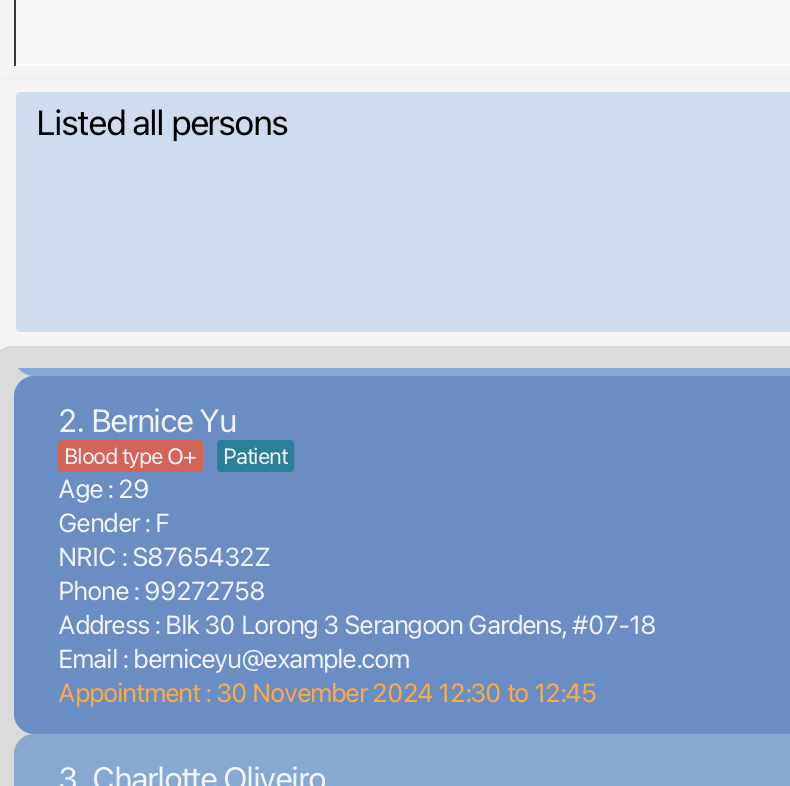 Listed all persons
2. Bernice Yu
Blood type O+ Patient
Age : 29
Gender : F
NRIC : S8765432Z
Phone : 99272758
Address : Blk 30 Lorong 3 Serangoon Gardens, #07-18
Email : berniceyu@example.com
Appointment : 30 November 2024 12:30 to 12:45
3. Charlotte Oliveiro